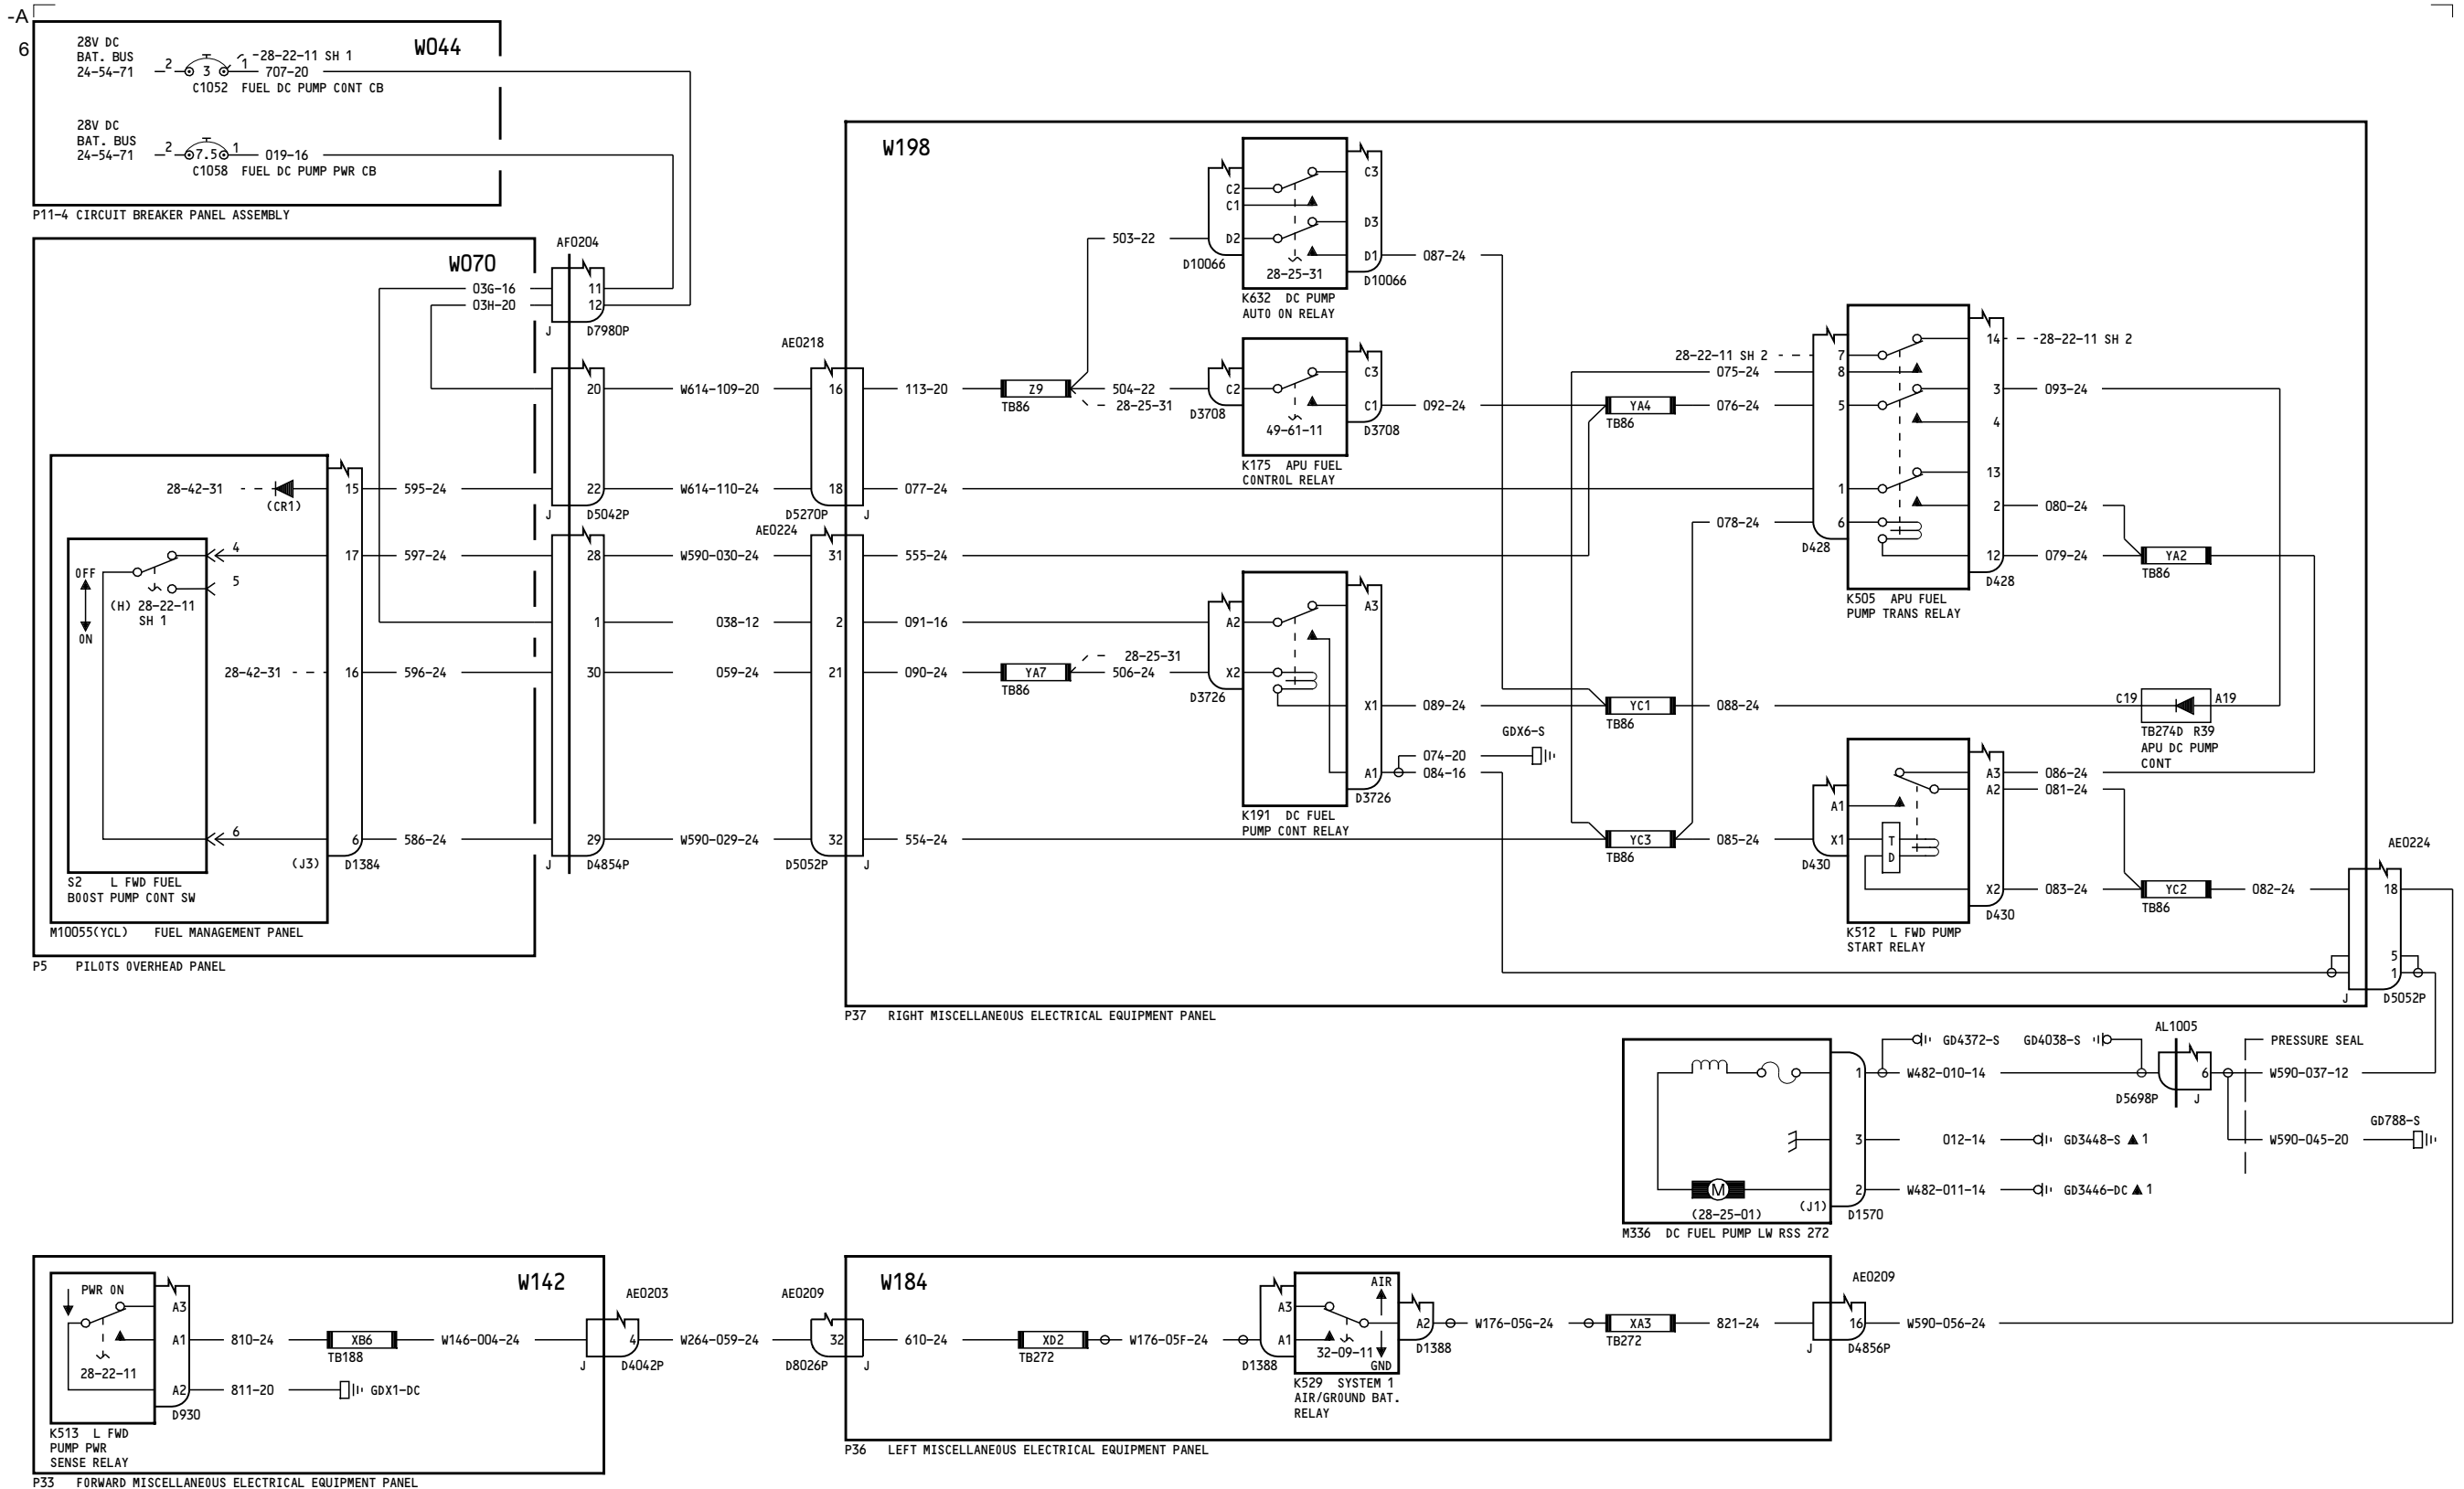 -A
6
28V DC
BAT. BUS
24-54-71
2
3
1
-28-22-11 SH 1
707-20
C1052 FUEL DC PUMP CONT CB
W044
28V DC
BAT. BUS
24-54-71
2
7.5
1
019-16
C1058 FUEL DC PUMP PWR CB
P11-4 CIRCUIT BREAKER PANEL ASSEMBLY
W070
AF0204
03G-16
11
03H-20
12
J
D7980P
20
W614-109-20
AE0218
16
113-20
28-42-31
(CR1)
15
595-24
22
W614-110-24
18
077-24
J
D5042P
D5270P
J
AE0224
4
17
597-24
28
W590-030-24
31
555-24
OFF
ON
5
(H) 28-22-11
SH 1
1
038-12
2
091-16
28-42-31
16
596-24
30
059-24
21
090-24
6
6
586-24
29
W590-029-24
32
554-24
(J3)
D1384
J
D4854P
D5052P
J
S2 L FWD FUEL
BOOST PUMP CONT SW
M10055(YCL) FUEL MANAGEMENT PANEL
P5 PILOTS OVERHEAD PANEL
W198
Z9
TB86
503-22
504-22
28-25-31
C2
C1
D2
D10066
C3
D3
D1
D10066
28-25-31
K632 DC PUMP
AUTO ON RELAY
087-24
C2
D3708
C3
C1
D3708
49-61-11
K175 APU FUEL
CONTROL RELAY
092-24
YA4
TB86
076-24
28-22-11 SH 2
075-24
7
8
5
1
6
D428
078-24
14
-28-22-11 SH 2
3
093-24
4
13
2
080-24
12
079-24
D428
K505 APU FUEL
PUMP TRANS RELAY
YA2
TB86
YA7
TB86
28-25-31
506-24
A2
X2
D3726
A3
X1
A1
D3726
K191 DC FUEL
PUMP CONT RELAY
089-24
074-20
084-16
GDX6-S
YC1
TB86
088-24
C19
A19
TB274D R39
APU DC PUMP
CONT
YC3
TB86
085-24
A1
X1
D430
T
D
A3
086-24
A2
081-24
X2
083-24
D430
K512 L FWD PUMP
START RELAY
YC2
TB86
082-24
AE0224
18
5
1
J
D5052P
P37 RIGHT MISCELLANEOUS ELECTRICAL EQUIPMENT PANEL
AL1005
GD4372-S
GD4038-S
PRESSURE SEAL
1
W482-010-14
6
W590-037-12
D5698P
J
GD788-S
3
012-14
GD3448-S ▲ 1
W590-045-20
M
2
W482-011-14
GD3446-DC ▲ 1
(28-25-01)
(J1)
D1570
M336 DC FUEL PUMP LW RSS 272
W142
PWR ON
A3
A1
A2
D930
28-22-11
K513 L FWD
PUMP PWR
SENSE RELAY
810-24
XB6
TB188
W146-004-24
811-20
GDX1-DC
AE0203
4
J
D4042P
W264-059-24
P33 FORWARD MISCELLANEOUS ELECTRICAL EQUIPMENT PANEL
AE0209
32
D8026P
J
W184
610-24
XD2
TB272
W176-05F-24
A3
A1
D1388
AIR
32-09-11
GND
A2
D1388
K529 SYSTEM 1
AIR/GROUND BAT.
RELAY
W176-05G-24
XA3
TB272
821-24
AE0209
16
J
D4856P
W590-056-24
P36 LEFT MISCELLANEOUS ELECTRICAL EQUIPMENT PANEL